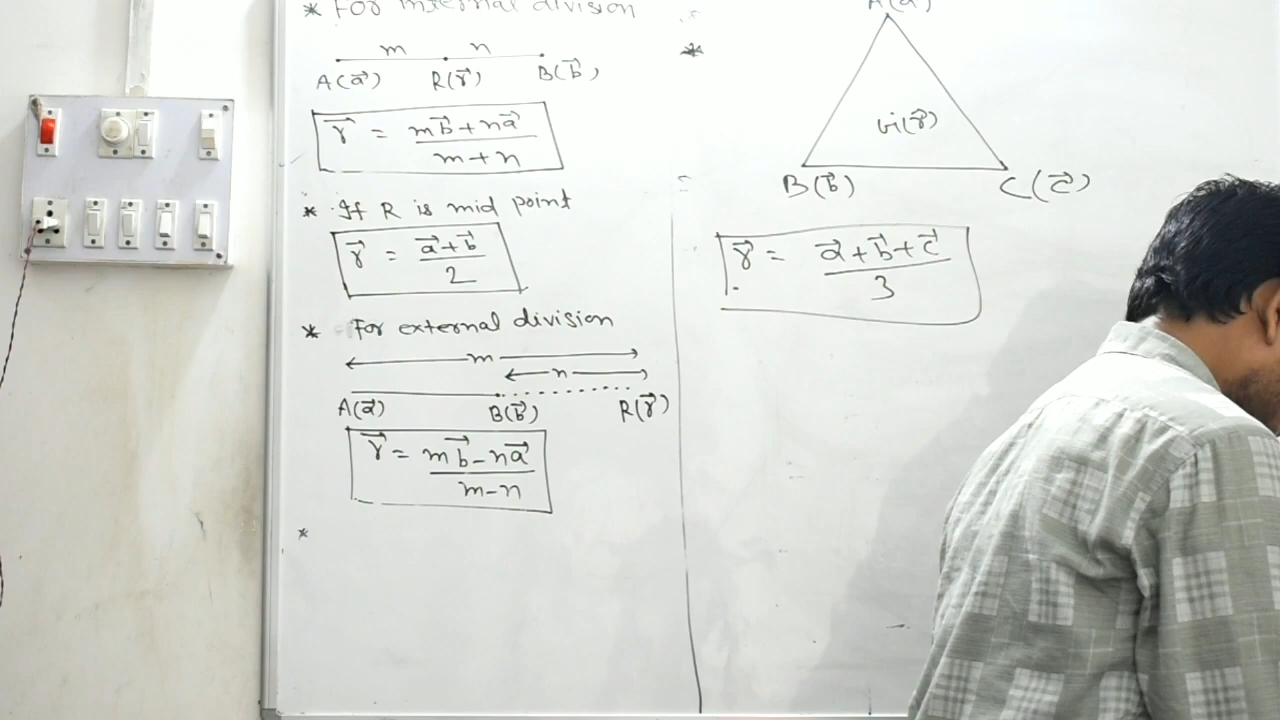 * For internal division
m n
A(a⃗) R(r⃗) B(b⃗)
r⃗ = (mb⃗+na⃗)/(m+n)
* If R is mid point
r⃗ = (a⃗+b⃗)/2
* For external division
m
n
A(a⃗) B(b⃗) R(r⃗)
r⃗ = (mb⃗-na⃗)/(m-n)
*
*
A(a⃗)
G(r⃗)
B(b⃗) C(c⃗)
r⃗ = (a⃗+b⃗+c⃗)/3